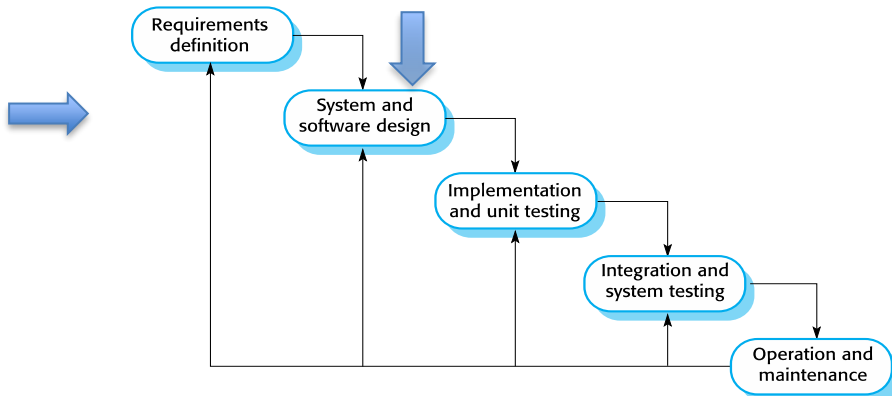 Requirements
definition
System and
software design
Implementation
and unit testing
Integration and
system testing
Operation and
maintenance